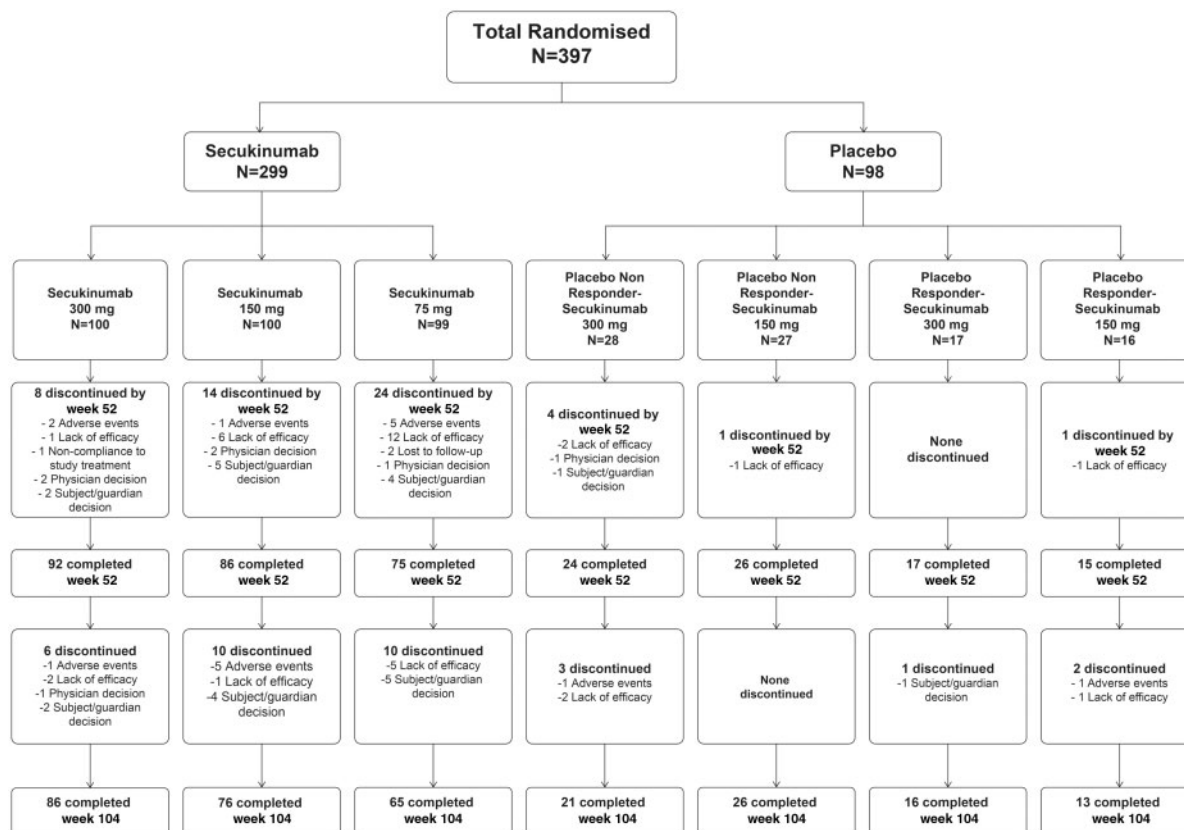 Total Randomised
N=397
Secukinumab
N=299
Placebo
N=98
Secukinumab
300 mg
N=100
Secukinumab
150 mg
N=100
Secukinumab
75 mg
N=99
Placebo Non
Responder-
Secukinumab
300 mg
N=28
Placebo Non
Responder-
Secukinumab
150 mg
N=27
Placebo
Responder-
Secukinumab
300 mg
N=17
Placebo
Responder-
Secukinumab
150 mg
N=16
8 discontinued by
week 52
- 2 Adverse events
- 1 Lack of efficacy
- 1 Non-compliance to
study treatment
- 2 Physician decision
- 2 Subject/guardian
decision
14 discontinued by
week 52
- 1 Adverse events
- 6 Lack of efficacy
- 2 Physician decision
- 5 Subject/guardian
decision
24 discontinued by
week 52
- 5 Adverse events
- 12 Lack of efficacy
- 2 Lost to follow-up
- 1 Physician decision
- 4 Subject/guardian
decision
4 discontinued by
week 52
-2 Lack of efficacy
-1 Physician decision
-1 Subject/guardian
decision
1 discontinued by
week 52
-1 Lack of efficacy
None
discontinued
1 discontinued by
week 52
-1 Lack of efficacy
92 completed
week 52
86 completed
week 52
75 completed
week 52
24 completed
week 52
26 completed
week 52
17 completed
week 52
15 completed
week 52
6 discontinued
-1 Adverse events
-2 Lack of efficacy
-1 Physician decision
-2 Subject/guardian
decision
10 discontinued
-5 Adverse events
-1 Lack of efficacy
-4 Subject/guardian
decision
10 discontinued
-5 Lack of efficacy
-5 Subject/guardian
decision
3 discontinued
-1 Adverse events
-2 Lack of efficacy
None
discontinued
1 discontinued
-1 Subject/guardian
decision
2 discontinued
- 1 Adverse events
- 1 Lack of efficacy
86 completed
week 104
76 completed
week 104
65 completed
week 104
21 completed
week 104
26 completed
week 104
16 completed
week 104
13 completed
week 104